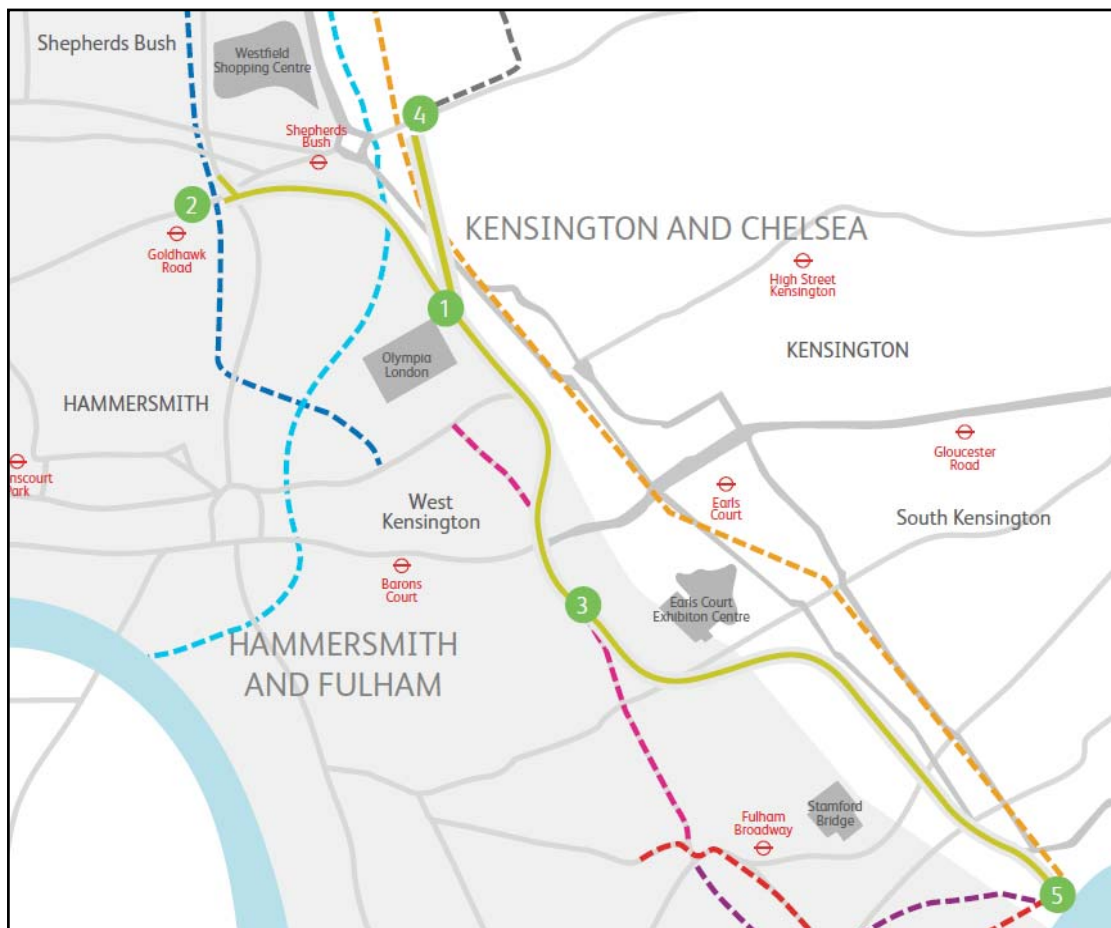 Shepherds Bush
Westfield
Shopping Centre
4
Shepherds
Bush
2
Goldhawk
Road
KENSINGTON AND CHELSEA
High Street
Kensington
1
Olympia
London
KENSINGTON
HAMMERSMITH
Gloucester
Road
nscourt
Park
West
Kensington
Earls
Court
South Kensington
Barons
Court
3
Earls Court
Exhibiton Centre
HAMMERSMITH
AND FULHAM
Stamford
Bridge
Fulham
Broadway
5